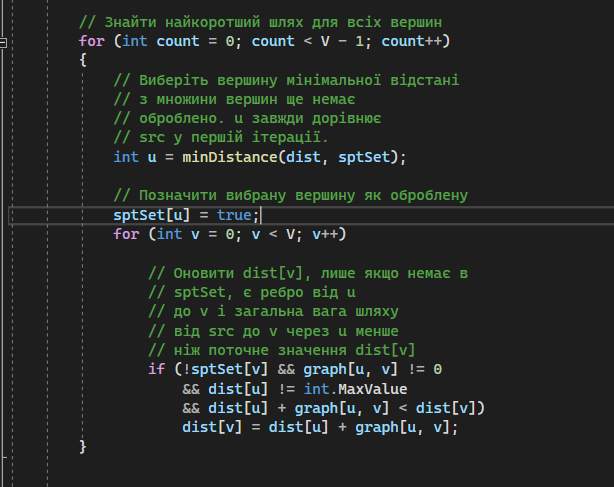 // Знайти найкоротший шлях для всіх вершин
for (int count = 0; count < V − 1; count++)
{
// Виберіть вершину мінімальної відстані
// з множини вершин ще немає
// оброблено. u завжди дорівнює
// src у першій ітерації.
int u = minDistance(dist, sptSet);
// Позначити вибрану вершину як оброблену
sptSet[u] = true;
for (int v = 0; v < V; v++)
// Оновити dist[v], лише якщо немає в
// sptSet, є ребро від u
// до v і загальна вага шляху
// від src до v через u менше
// ніж поточне значення dist[v]
if (!sptSet[v] && graph[u, v] != 0
&& dist[u] != int.MaxValue
&& dist[u] + graph[u, v] < dist[v])
dist[v] = dist[u] + graph[u, v];
}